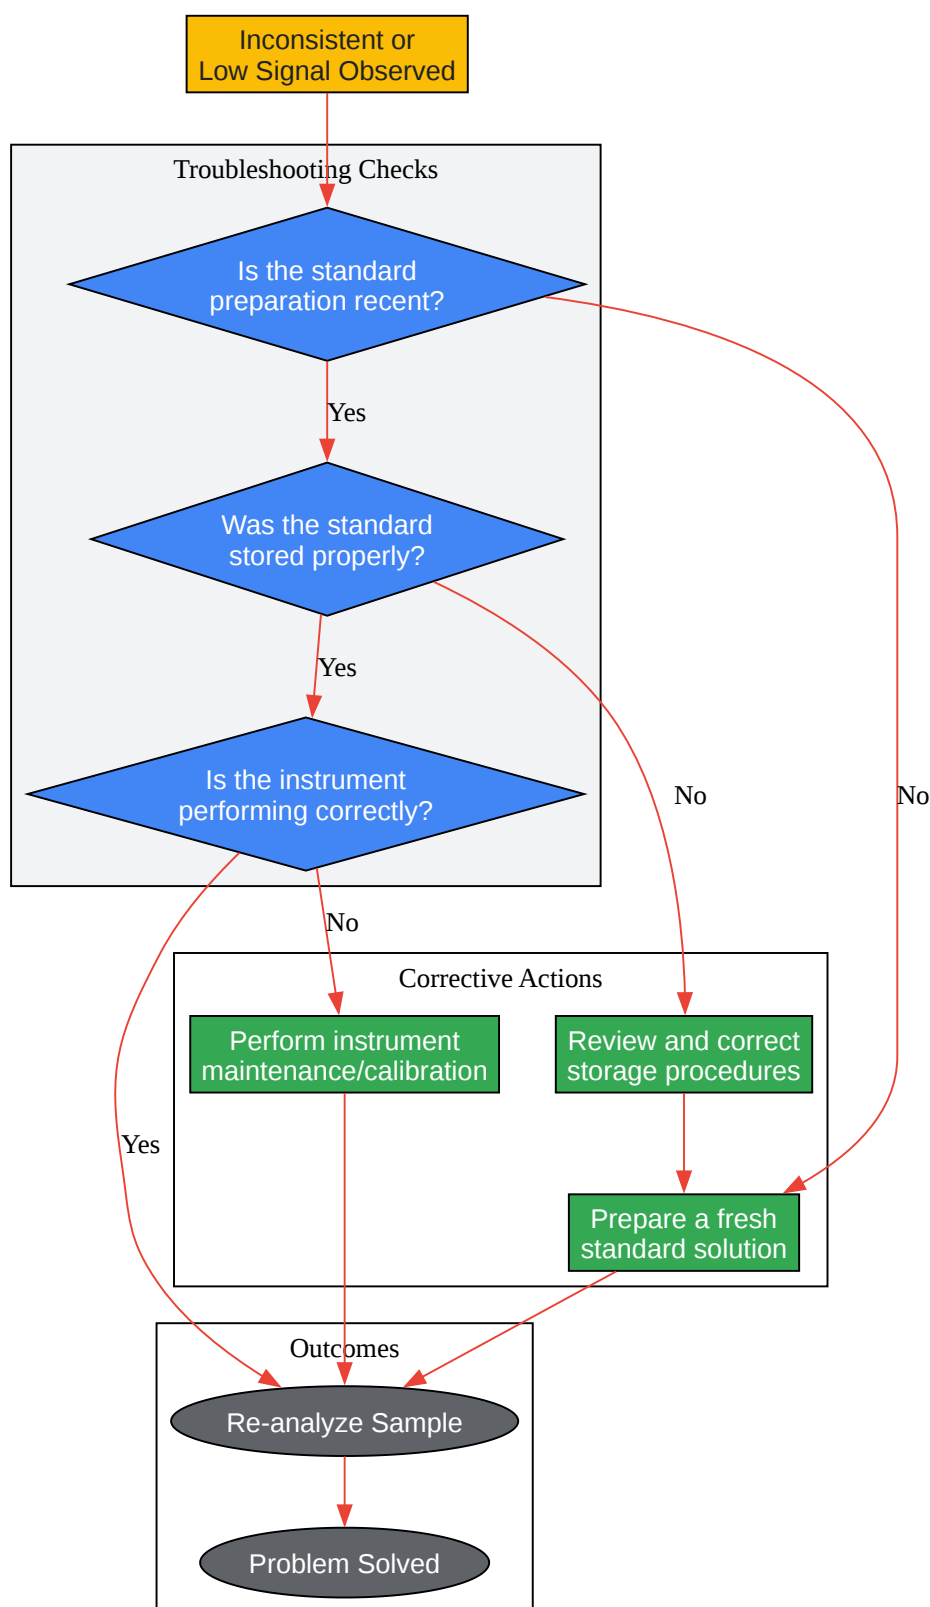 Inconsistent or
Low Signal Observed
Troubleshooting Checks
Is the standard
preparation recent?
Yes
Was the standard
stored properly?
Yes
Is the instrument
performing correctly?
No
No
No
Corrective Actions
Perform instrument
maintenance/calibration
Review and correct
storage procedures
Yes
Prepare a fresh
standard solution
Outcomes
Re-analyze Sample
Problem Solved